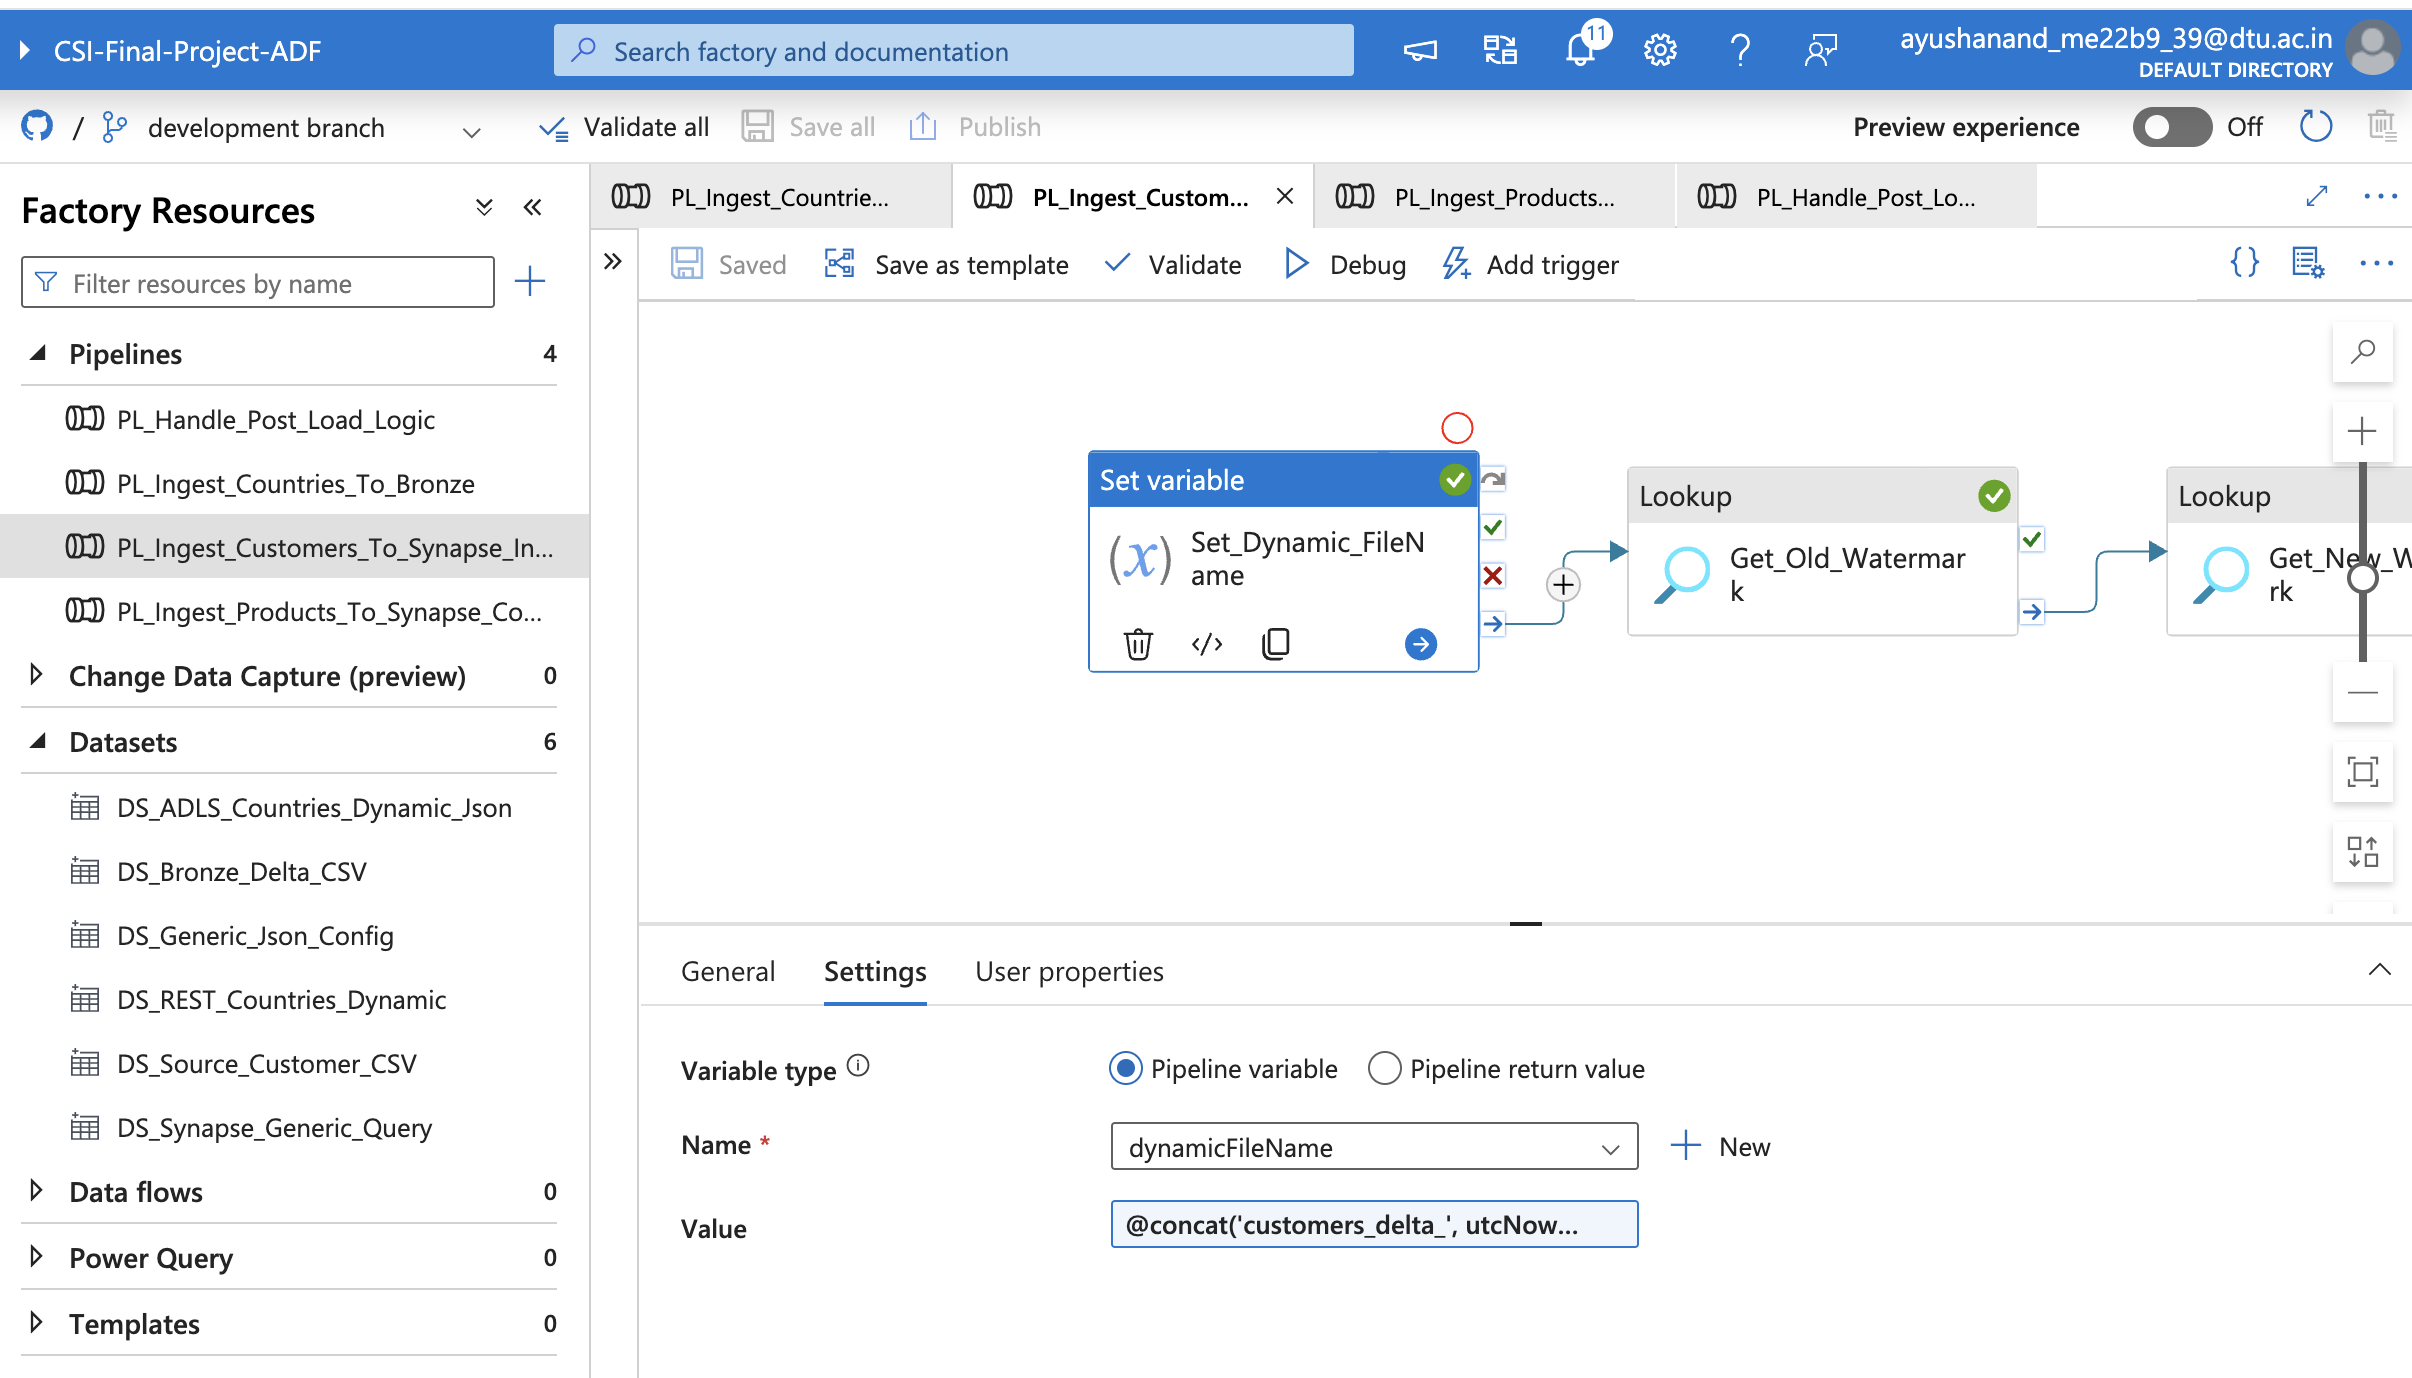 CSI-Final-Project-ADF
Search factory and documentation
11
ayushanand_me22b9_39@dtu.ac.in
DEFAULT DIRECTORY
/ development branch
Validate all
Save all
Publish
Preview experience
Off
Factory Resources
Filter resources by name
Pipelines 4
PL_Handle_Post_Load_Logic
PL_Ingest_Countries_To_Bronze
PL_Ingest_Customers_To_Synapse_In...
PL_Ingest_Products_To_Synapse_Co...
Change Data Capture (preview) 0
Datasets 6
DS_ADLS_Countries_Dynamic_Json
DS_Bronze_Delta_CSV
DS_Generic_Json_Config
DS_REST_Countries_Dynamic
DS_Source_Customer_CSV
DS_Synapse_Generic_Query
Data flows 0
Power Query 0
Templates 0
PL_Ingest_Countrie...
PL_Ingest_Custom...
PL_Ingest_Products...
PL_Handle_Post_Lo...
Saved
Save as template
Validate
Debug
Add trigger
{}
Set variable
(x)
Set_Dynamic_FileN
ame
</>
Lookup
Get_Old_Watermar
k
Lookup
Get_New_W
rk
General
Settings
User properties
Variable type
Pipeline variable
Pipeline return value
Name *
dynamicFileName
New
Value
@concat('customers_delta_', utcNow...